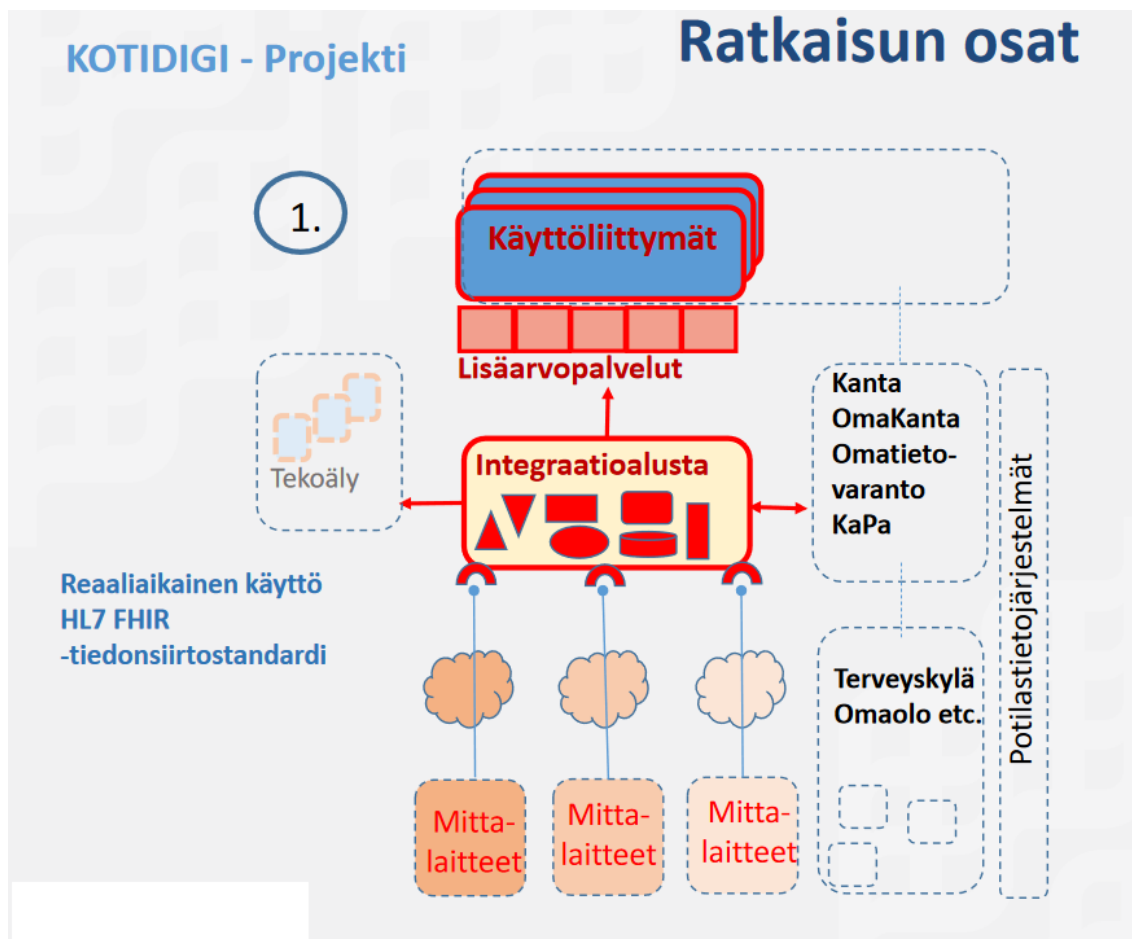 KOTIDIGI - Projekti
Ratkaisun osat
1.
Käyttöliittymät
Lisäarvopalvelut
Tekoäly
Integraatioalusta
Kanta
OmaKanta
Omatieto-
varanto
KaPa
Potilastietojärjestelmät
Reaaliaikainen käyttö
HL7 FHIR
-tiedonsiirtostandardi
Terveyskylä
Omaolo etc.
Mitta-
laitteet
Mitta-
laitteet
Mitta-
laitteet